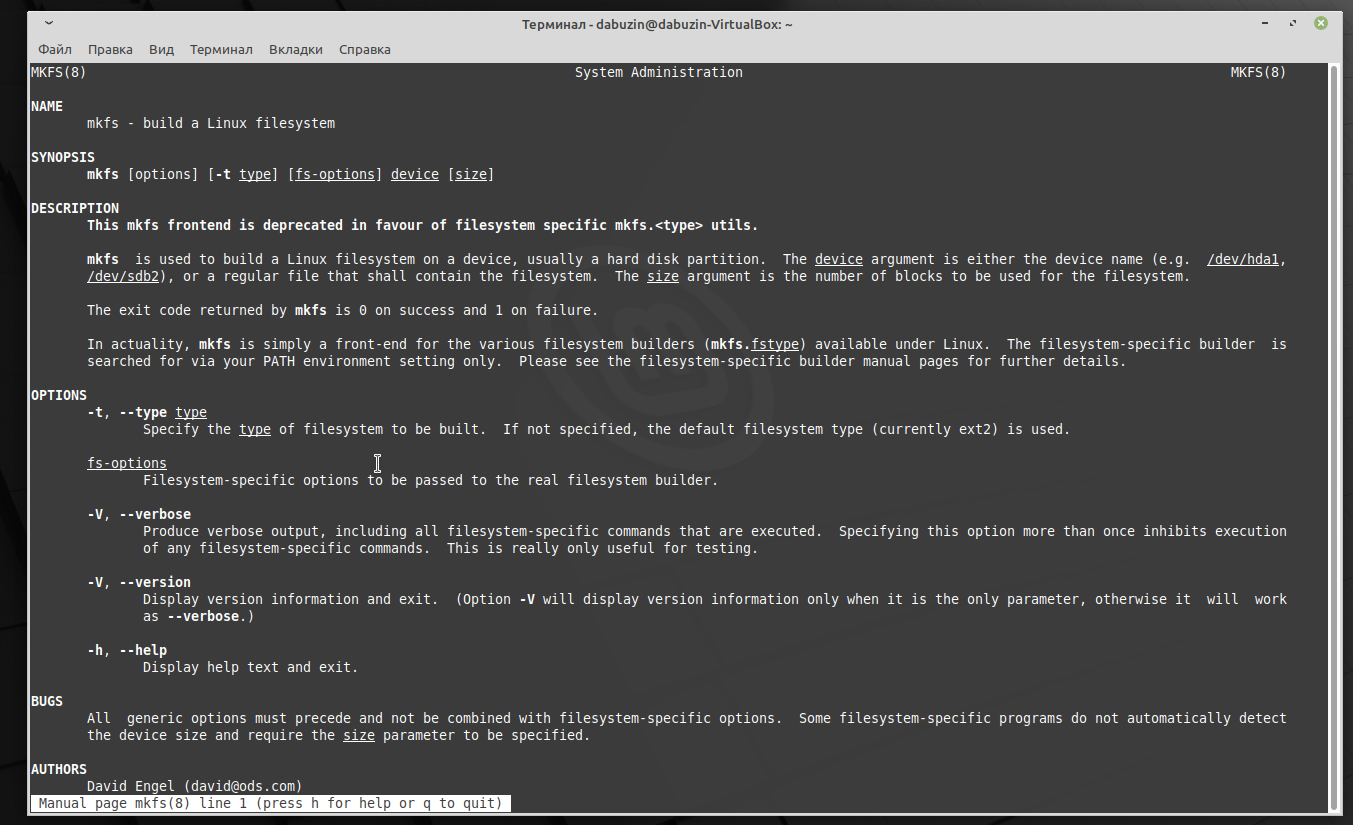 Терминал - dabuzin@dabuzin-VirtualBox: ~
Файл Правка Вид Терминал Вкладки Справка
MKFS(8) System Administration MKFS(8)
NAME
mkfs - build a Linux filesystem
SYNOPSIS
mkfs [options] [-t type] [fs-options] device [size]
DESCRIPTION
This mkfs frontend is deprecated in favour of filesystem specific mkfs.<type> utils.
mkfs  is used to build a Linux filesystem on a device, usually a hard disk partition.  The device argument is either the device name (e.g.  /dev/hda1,
/dev/sdb2), or a regular file that shall contain the filesystem.  The size argument is the number of blocks to be used for the filesystem.
The exit code returned by mkfs is 0 on success and 1 on failure.
In actuality, mkfs is simply a front-end for the various filesystem builders (mkfs.fstype) available under Linux.  The filesystem-specific builder  is
searched for via your PATH environment setting only.  Please see the filesystem-specific builder manual pages for further details.
OPTIONS
-t, --type type
Specify the type of filesystem to be built.  If not specified, the default filesystem type (currently ext2) is used.
fs-options
Filesystem-specific options to be passed to the real filesystem builder.
-V, --verbose
Produce verbose output, including all filesystem-specific commands that are executed.  Specifying this option more than once inhibits execution
of any filesystem-specific commands.  This is really only useful for testing.
-V, --version
Display version information and exit.  (Option -V will display version information only when it is the only parameter, otherwise it  will  work
as --verbose.)
-h, --help
Display help text and exit.
BUGS
All  generic options must precede and not be combined with filesystem-specific options.  Some filesystem-specific programs do not automatically detect
the device size and require the size parameter to be specified.
AUTHORS
David Engel (david@ods.com)
Manual page mkfs(8) line 1 (press h for help or q to quit)